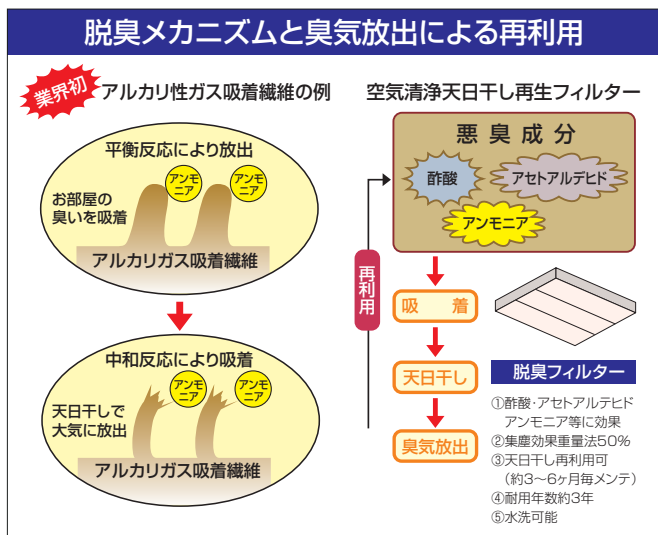 脱臭メカニズムと臭気放出による再利用
業界初
アルカリ性ガス吸着繊維の例
平衡反応により放出
アンモ
ニア
アンモ
ニア
お部屋の
臭いを吸着
アルカリガス吸着繊維
中和反応により吸着
アンモ
ニア
アンモ
ニア
天日干しで
大気に放出
アルカリガス吸着繊維
空気清浄天日干し再生フィルター
悪臭成分
酢酸
アセトアルデヒド
アンモニア
再利用
吸 着
天日干し
臭気放出
脱臭フィルター
①酢酸･アセトアルデヒド
アンモニア等に効果
②集塵効果重量法50%
③天日干し再利用可
(約3〜6ヶ月毎メンテ)
④耐用年数約3年
⑤水洗可能